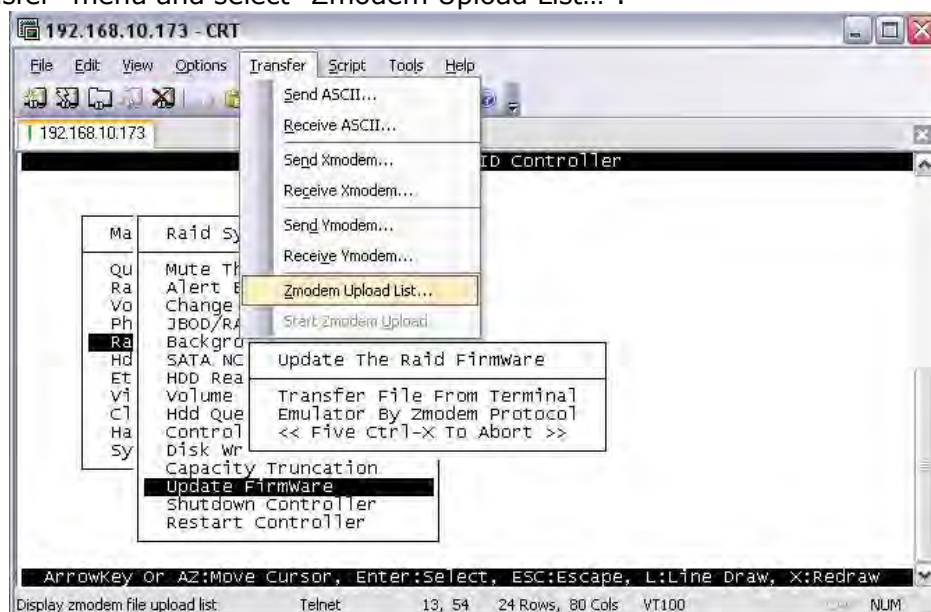 sfer" menu and select "Zmodem Upload List...".
192.168.10.173 - CRT
File Edit View Options Transfer Script Tools Help
Send ASCII...
Receive ASCII...
192.168.10.173
Send Xmodem...
ID Controller
Receive Xmodem...
Send Ymodem...
Ma Raid Sy
Receive Ymodem...
Qu Mute Th
Zmodem Upload List...
Ra Alert B
Vo Change
Start Zmodem Upload
Ph JBOD/RA
Ra Backgro
Hd SATA NC Update The Raid Firmware
Et HDD Rea
Vi Volume Transfer File From Terminal
Cl Hdd Que Emulator By Zmodem Protocol
Ha Control << Five Ctrl-X To Abort >>
Sy Disk Wr
Capacity Truncation
Update Firmware
Shutdown Controller
Restart Controller
ArrowKey Or AZ:Move Cursor, Enter:Select, ESC:Escape, L:Line Draw, X:Redraw
Display zmodem file upload list Telnet 13, 54 24 Rows, 80 Cols VT100 NUM